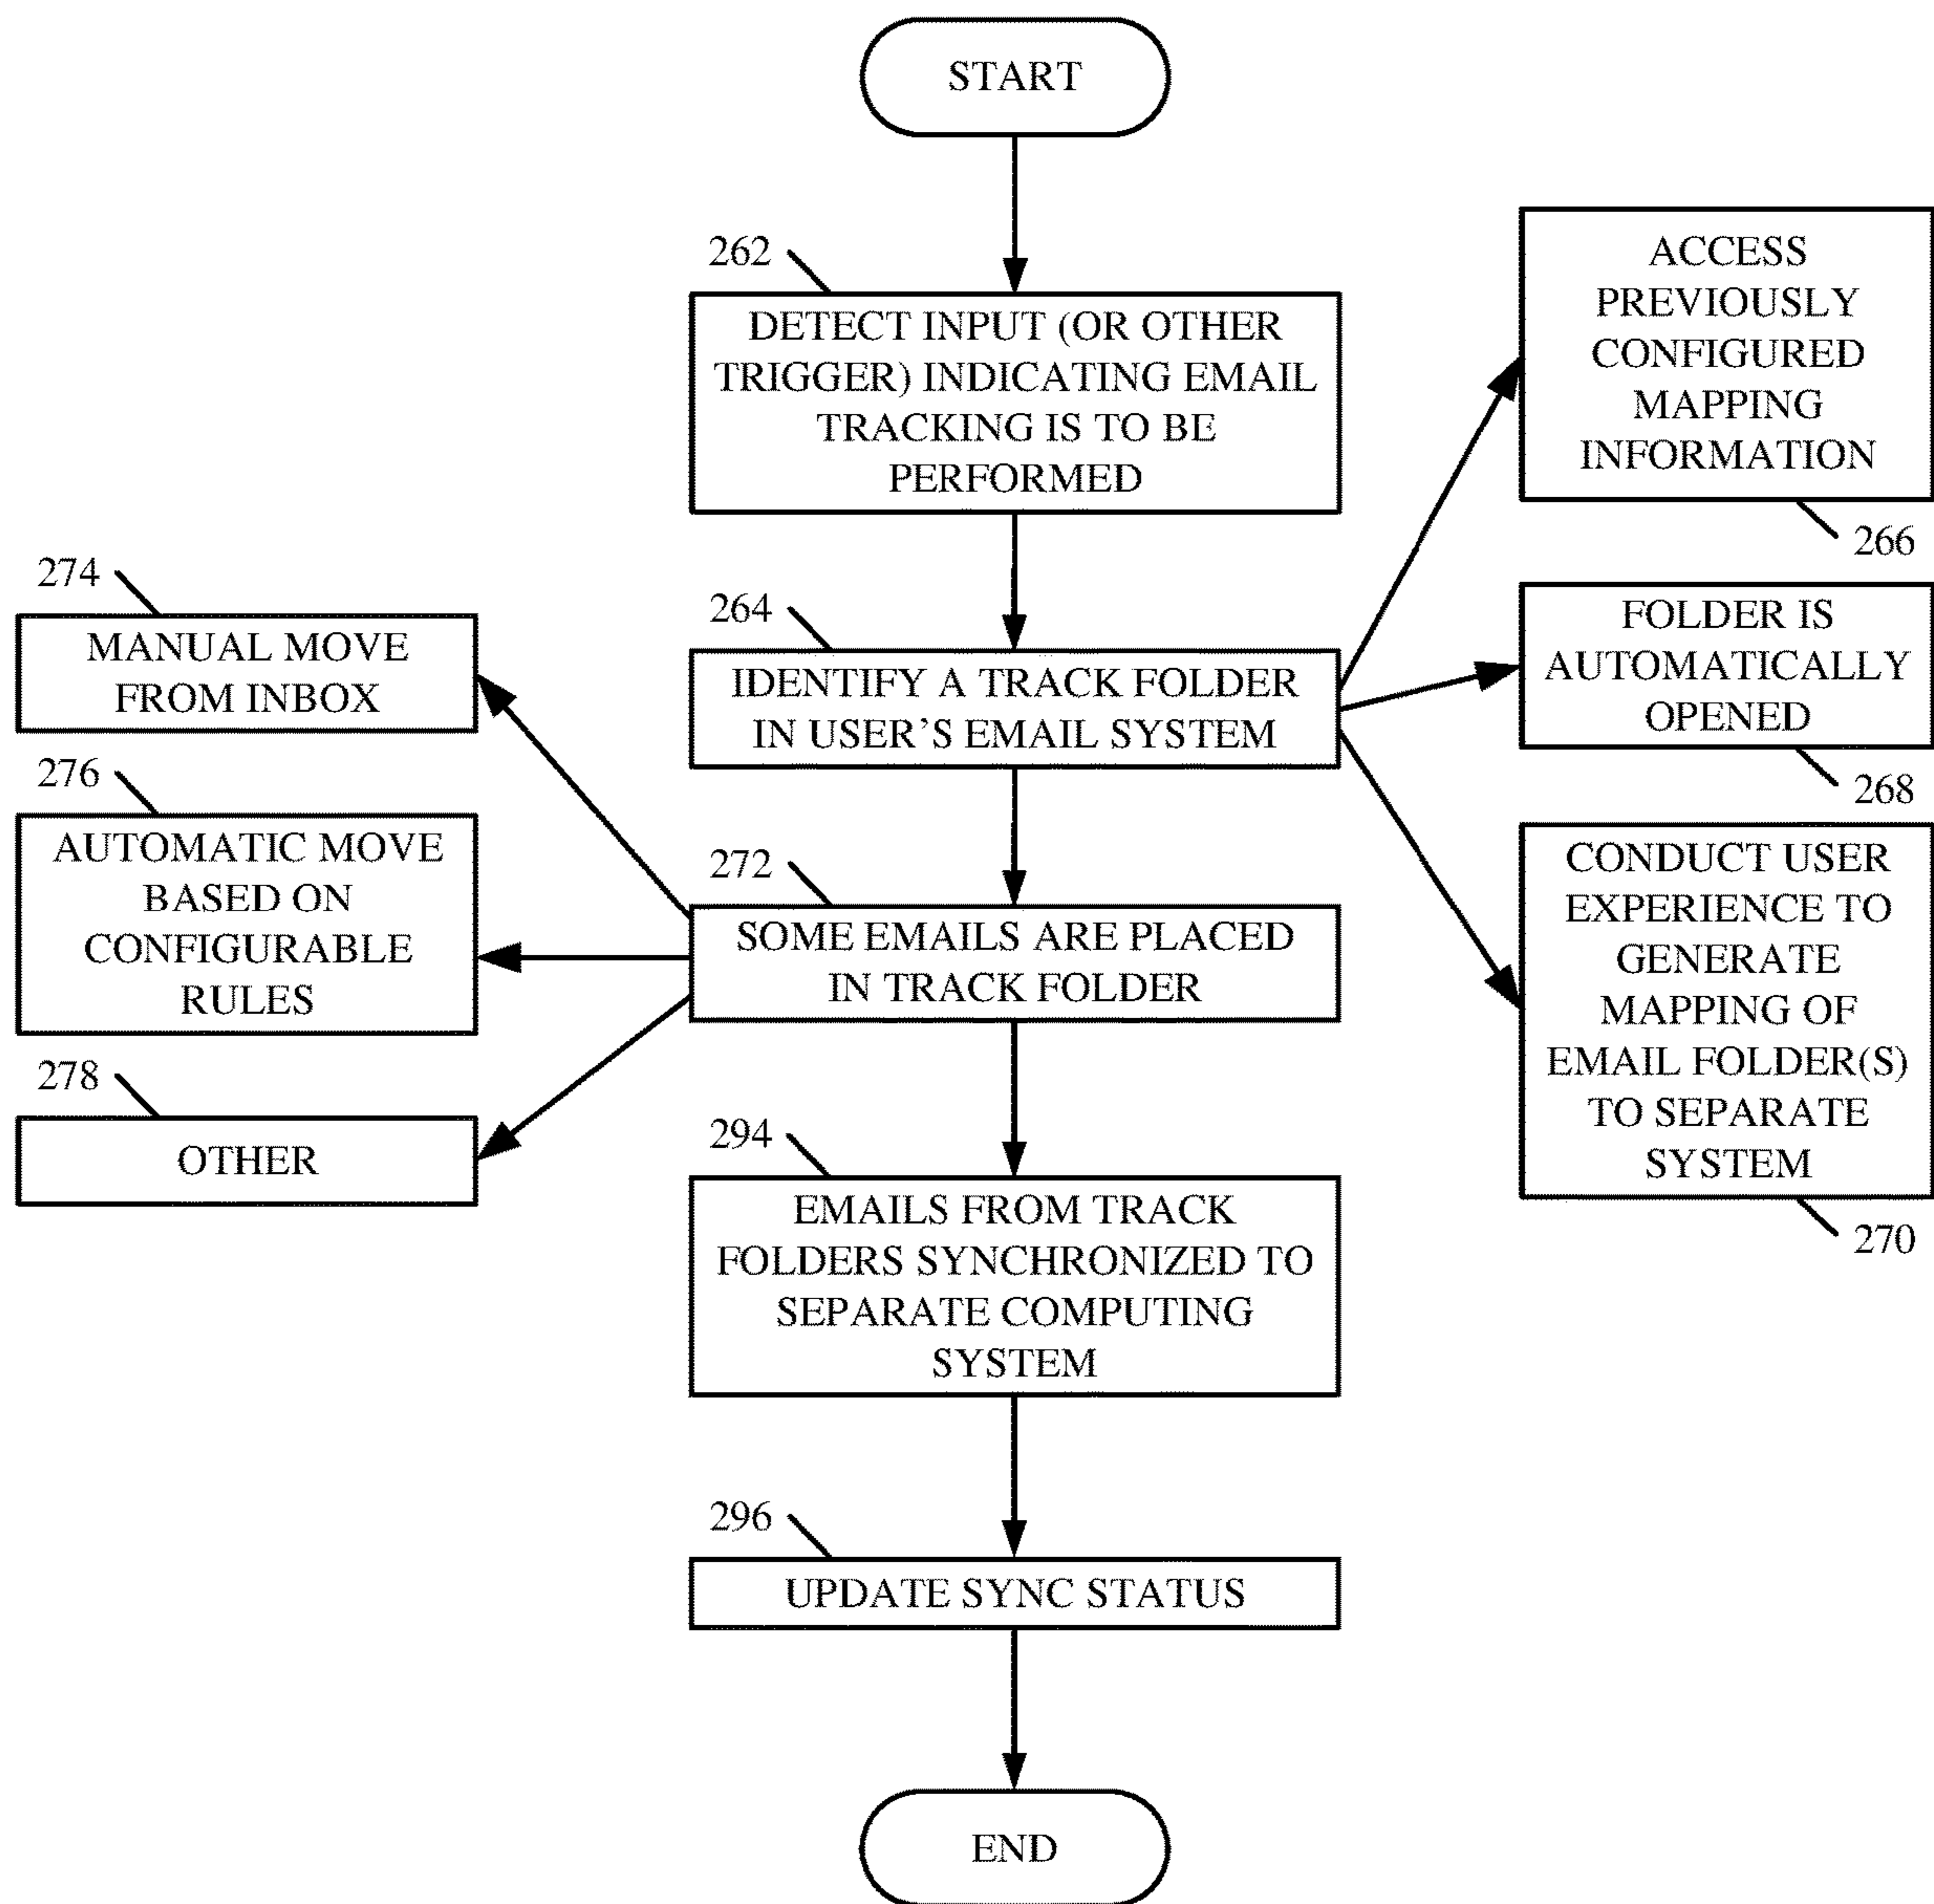 START
262
DETECT INPUT (OR OTHER
TRIGGER) INDICATING EMAIL
TRACKING IS TO BE
PERFORMED
ACCESS
PREVIOUSLY
CONFIGURED
MAPPING
INFORMATION
266
264
IDENTIFY A TRACK FOLDER
IN USER'S EMAIL SYSTEM
FOLDER IS
AUTOMATICALLY
OPENED
268
CONDUCT USER
EXPERIENCE TO
GENERATE
MAPPING OF
EMAIL FOLDER(S)
TO SEPARATE
SYSTEM
270
274
MANUAL MOVE
FROM INBOX
276
AUTOMATIC MOVE
BASED ON
CONFIGURABLE
RULES
278
OTHER
272
SOME EMAILS ARE PLACED
IN TRACK FOLDER
294
EMAILS FROM TRACK
FOLDERS SYNCHRONIZED TO
SEPARATE COMPUTING
SYSTEM
296
UPDATE SYNC STATUS
END